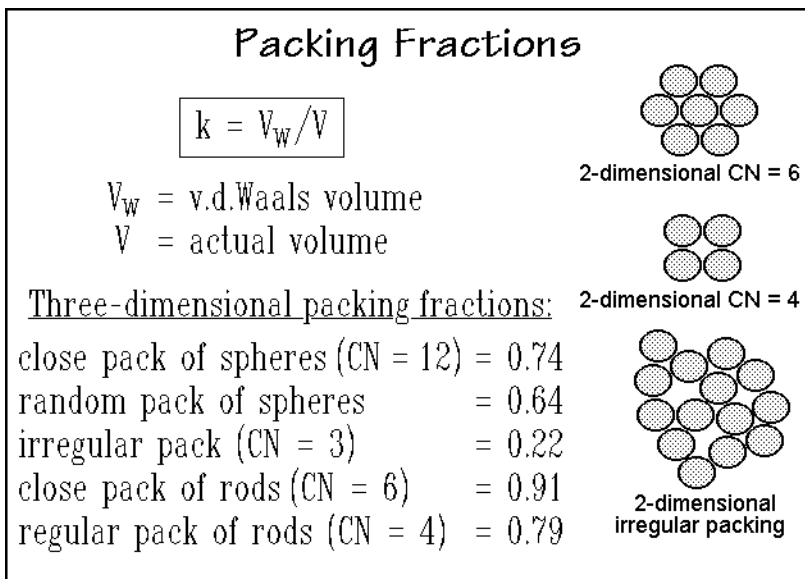 Packing Fractions
k = V_W/V
V_W = v.d.Waals volume
V = actual volume
Three-dimensional packing fractions:
close pack of spheres (CN = 12) = 0.74
random pack of spheres = 0.64
irregular pack (CN = 3) = 0.22
close pack of rods (CN = 6) = 0.91
regular pack of rods (CN = 4) = 0.79
2-dimensional CN = 6
2-dimensional CN = 4
2-dimensional
irregular packing